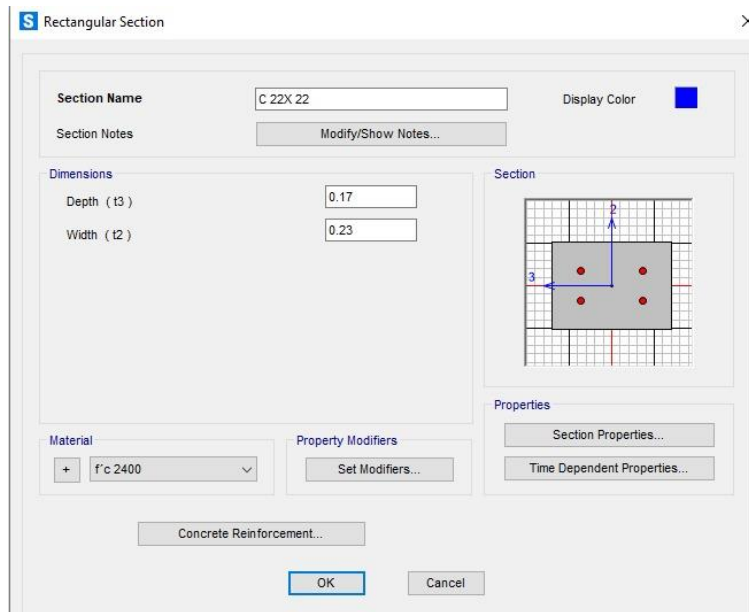 S Rectangular Section
Section Name C 22X 22 Display Color
Section Notes Modify/Show Notes...
Dimensions
Depth ( t3 ) 0.17
Width ( t2 ) 0.23
Section
2
3
Properties
Section Properties...
Time Dependent Properties...
Material
+ f´c 2400
Property Modifiers
Set Modifiers...
Concrete Reinforcement...
OK Cancel